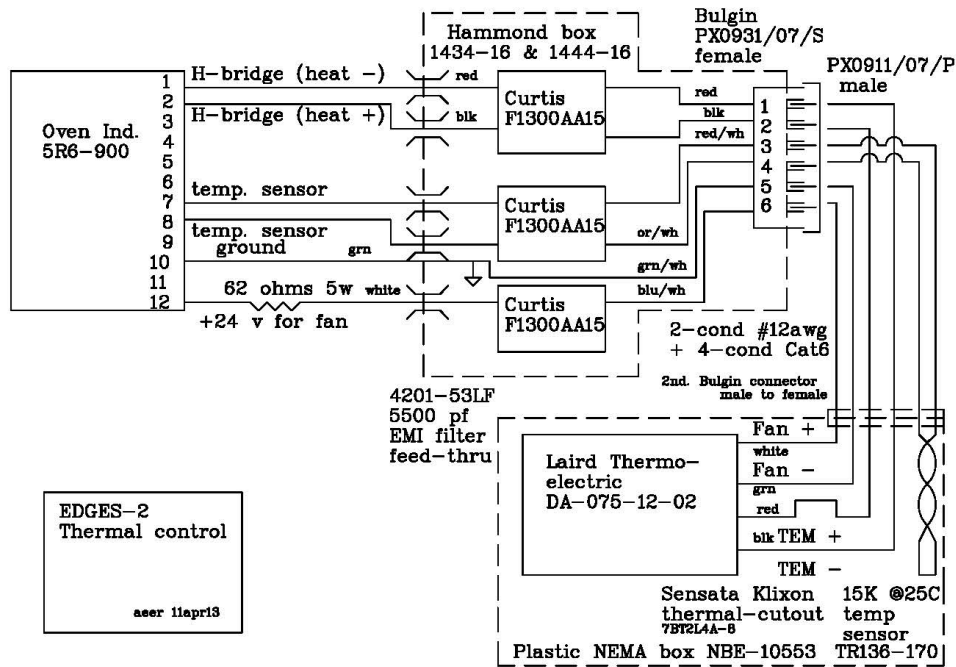 Hammond box
1434-16 & 1444-16
Bulgin
PX0931/07/S
female
PX0911/07/P
male
Oven Ind.
5R6-900
1
2
3
4
5
6
7
8
9
10
11
12
H-bridge (heat -)
H-bridge (heat +)
temp. sensor
temp. sensor
ground
grn
62 ohms 5w
white
+24 v for fan
red
blk
Curtis
F1300AA15
Curtis
F1300AA15
Curtis
F1300AA15
red
blk
red/wh
or/wh
grn/wh
blu/wh
1
2
3
4
5
6
2-cond #12awg
+ 4-cond Cat6
2nd. Bulgin connector
male to female
4201-53LF
5500 pf
EMI filter
feed-thru
Laird Thermo-
electric
DA-075-12-02
Fan +
white
Fan -
grn
red
blk TEM +
TEM -
Sensata Klixon
thermal-cutout
7BT2L4A-8
15K @25C
temp
sensor
Plastic NEMA box NBE-10553 TR136-170
EDGES-2
Thermal control
aeer 11apr13